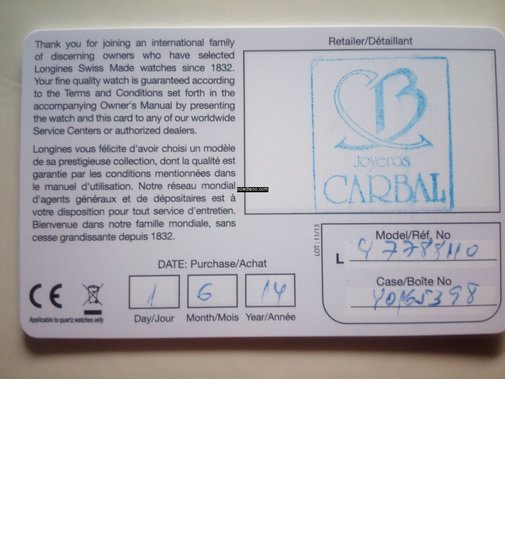 Thank you for joining an international family
of discerning owners who have selected
Longines Swiss Made watches since 1832.
Your fine quality watch is guaranteed according
to the Terms and Conditions set forth in the
accompanying Owner's Manual by presenting
the watch and this card to any of our worldwide
Service Centers or authorized dealers.
Longines vous félicite d'avoir choisi un modèle
de sa prestigieuse collection, dont la qualité est
garantie par les conditions mentionnées dans
le manuel d'utilisation. Notre réseau mondial
d'agents généraux et de dépositaires est à
votre disposition pour tout service d'entretien.
Bienvenue dans notre famille mondiale, sans
cesse grandissante depuis 1832.
Retailer/Détaillant
CB
Joyeros
CARBAL
DATE: Purchase/Achat
1 6 14
Day/Jour Month/Mois Year/Année
CE
Applicable to quartz watches only
LOT: 11/13
Model/Réf. No
L
Case/Boîte No